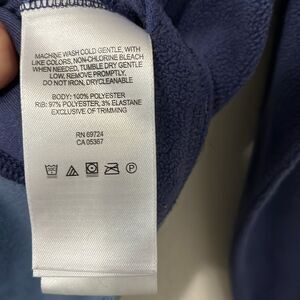 MACHINE WASH COLD GENTLE, WITH
LIKE COLORS, NON-CHLORINE BLEACH
WHEN NEEDED, TUMBLE DRY GENTLE
LOW, REMOVE PROMPTLY.
DO NOT IRON, DRYCLEANABLE
BODY: 100% POLYESTER
RIB: 97% POLYESTER, 3% ELASTANE
EXCLUSIVE OF TRIMMING
RN 69724
CA 05367
P